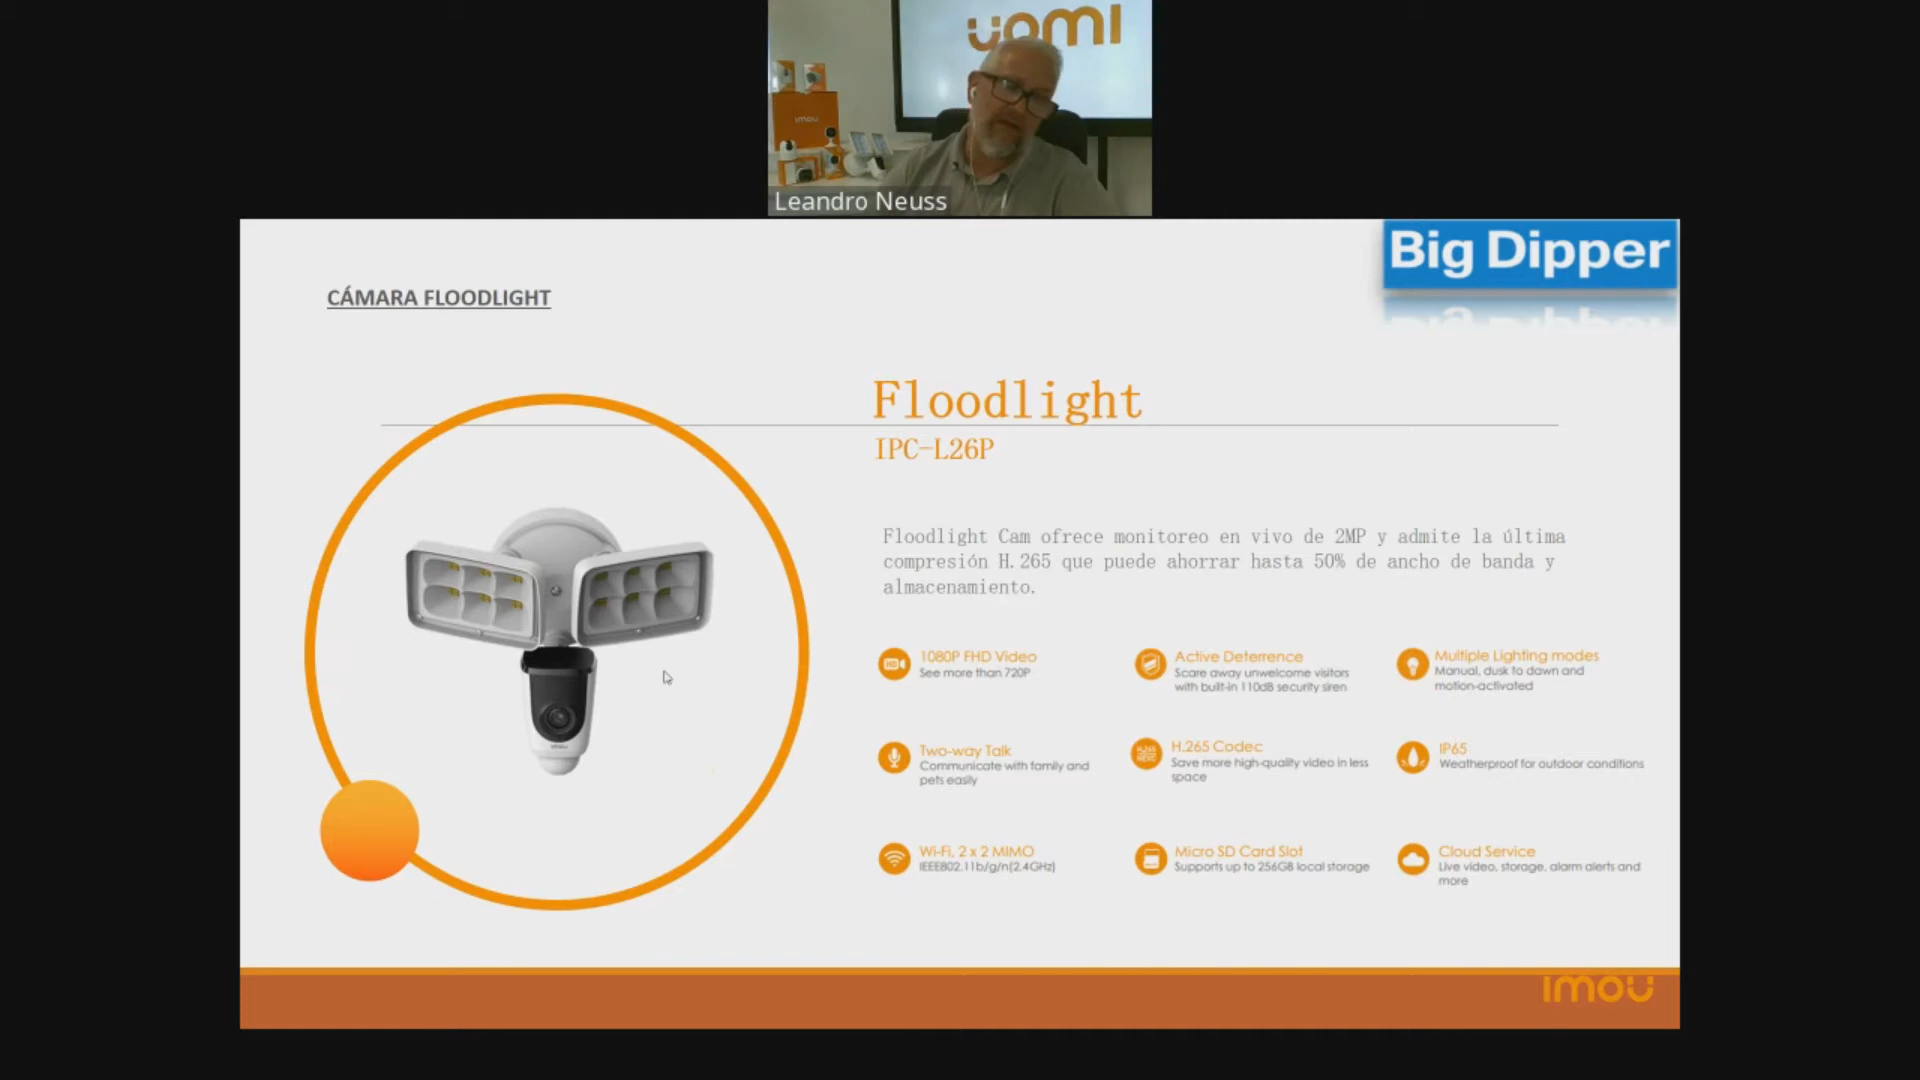 uomi
imou
Leandro Neuss
Big Dipper
CÁMARA FLOODLIGHT
Floodlight
IPC-L26P
Floodlight Cam ofrece monitoreo en vivo de 2MP y admite la última
compresión H.265 que puede ahorrar hasta 50% de ancho de banda y
almacenamiento.
1080P FHD Video
See more than 720P
Active Deterrence
Scare away unwelcome visitors
with built-in 110dB security siren
Multiple Lighting modes
Manual, dusk to dawn and
motion-activated
Two-way Talk
Communicate with family and
pets easily
H.265 Codec
Save more high-quality video in less
space
IP65
Weatherproof for outdoor conditions
Wi-Fi, 2 x 2 MIMO
IEEE802.11b/g/n(2.4GHz)
Micro SD Card Slot
Supports up to 256GB local storage
Cloud Service
Live video, storage, alarm alerts and
more
imou